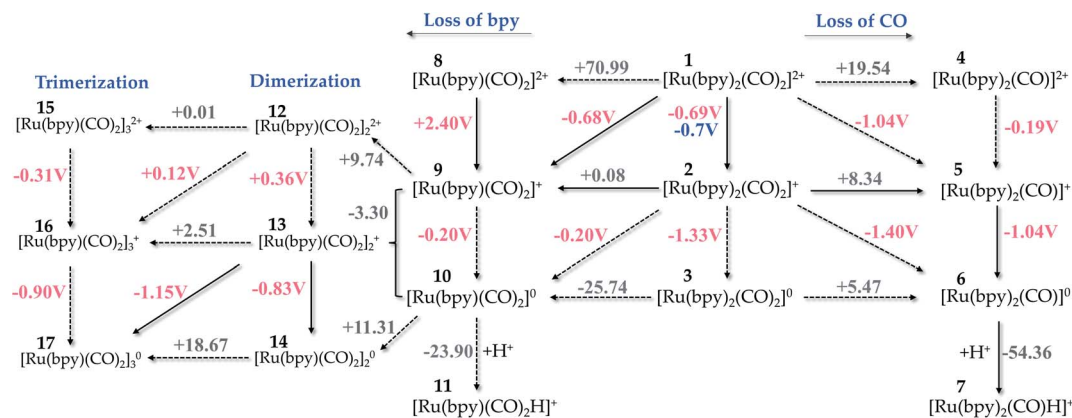 Loss of bpy
Loss of CO
Trimerization
Dimerization
8
[Ru(bpy)(CO)₂]²⁺
+70.99
1
[Ru(bpy)₂(CO)₂]²⁺
+19.54
4
[Ru(bpy)₂(CO)]²⁺
15
[Ru(bpy)(CO)₂]₃²⁺
+0.01
12
[Ru(bpy)(CO)₂]₂²⁺
+2.40V
-0.68V
-0.69V
-0.7V
-1.04V
-0.19V
-0.31V
+0.12V
+0.36V
+9.74
9
[Ru(bpy)(CO)₂]⁺
+0.08
2
[Ru(bpy)₂(CO)₂]⁺
+8.34
5
[Ru(bpy)₂(CO)]⁺
16
[Ru(bpy)(CO)₂]₃⁺
+2.51
13
[Ru(bpy)(CO)₂]₂⁺
-3.30
-0.20V
-0.20V
-1.33V
-1.40V
-1.04V
-0.90V
-1.15V
-0.83V
10
[Ru(bpy)(CO)₂]⁰
-25.74
3
[Ru(bpy)₂(CO)₂]⁰
+5.47
6
[Ru(bpy)₂(CO)]⁰
17
[Ru(bpy)(CO)₂]₃⁰
+18.67
14
[Ru(bpy)(CO)₂]₂⁰
+11.31
-23.90
+H⁺
+H⁺
-54.36
11
[Ru(bpy)(CO)₂H]⁺
7
[Ru(bpy)₂(CO)H]⁺